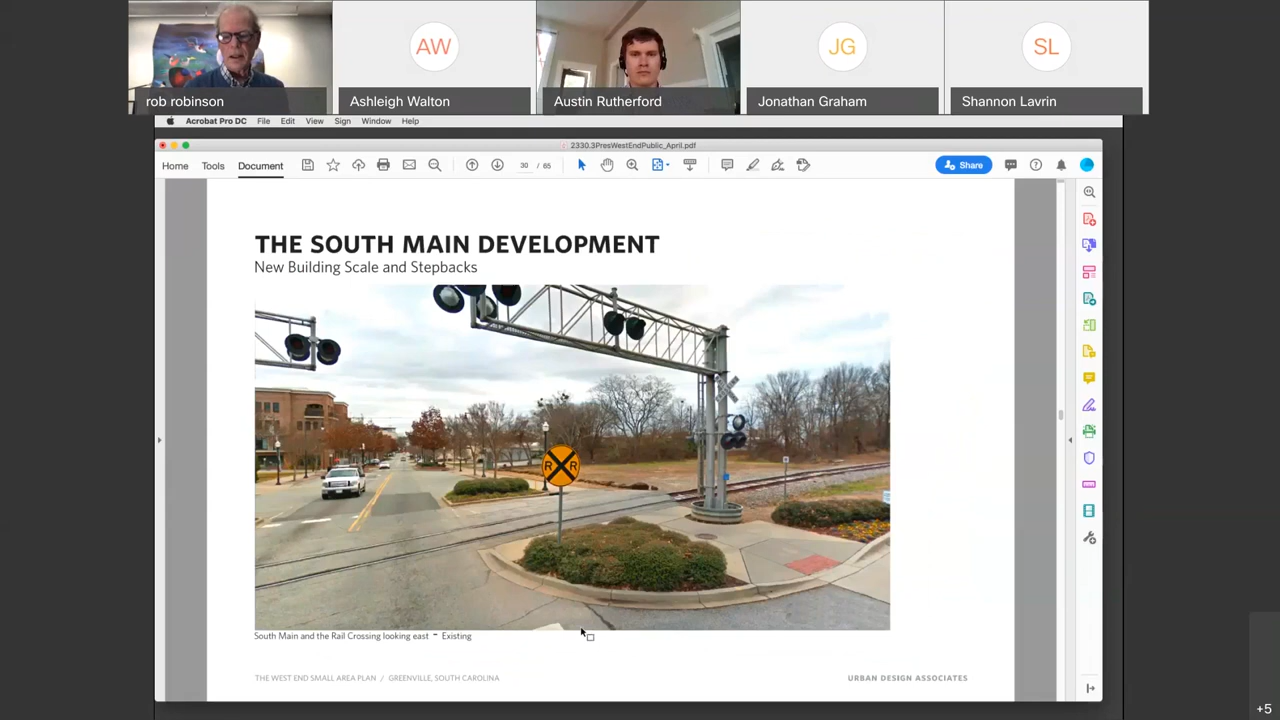 AW
JG
SL
rob robinson
Ashleigh Walton
Austin Rutherford
Jonathan Graham
Shannon Lavrin
Acrobat Pro DC File Edit View Sign Window Help
2330.3PresWestEndPublic_April.pdf
Home Tools Document 30 / 65 Share
THE SOUTH MAIN DEVELOPMENT
New Building Scale and Stepbacks
R R
South Main and the Rail Crossing looking east - Existing
THE WEST END SMALL AREA PLAN / GREENVILLE, SOUTH CAROLINA
URBAN DESIGN ASSOCIATES
+5